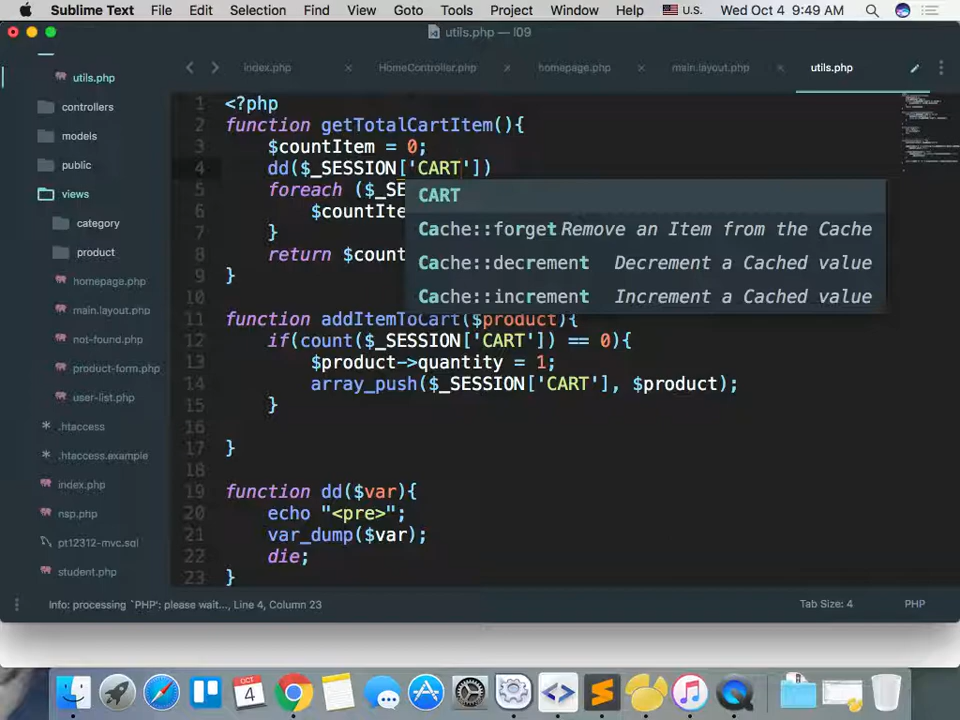 Sublime Text File Edit Selection Find View Goto Tools Project Window Help U.S. Wed Oct 4 9:49 AM
utils.php — l09
utils.php
controllers
models
public
views
category
product
homepage.php
main.layout.php
not-found.php
product-form.php
user-list.php
.htaccess
.htaccess.example
index.php
nsp.php
pt12312-mvc.sql
student.php
index.php × HomeController.php × homepage.php × main.layout.php × utils.php
1 <?php
2 function getTotalCartItem(){
3 $countItem = 0;
4 dd($_SESSION['CART'])
5 foreach ($_SE
6 $countIte
7 }
8 return $count
9 }
10
11 function addItemToCart($product){
12 if(count($_SESSION['CART']) == 0){
13 $product->quantity = 1;
14 array_push($_SESSION['CART'], $product);
15 }
16
17 }
18
19 function dd($var){
20 echo "<pre>";
21 var_dump($var);
22 die;
23 }
CART
Cache::forget Remove an Item from the Cache
Cache::decrement Decrement a Cached value
Cache::increment Increment a Cached value
Info: processing `PHP': please wait..., Line 4, Column 23 Tab Size: 4 PHP
OCT
4